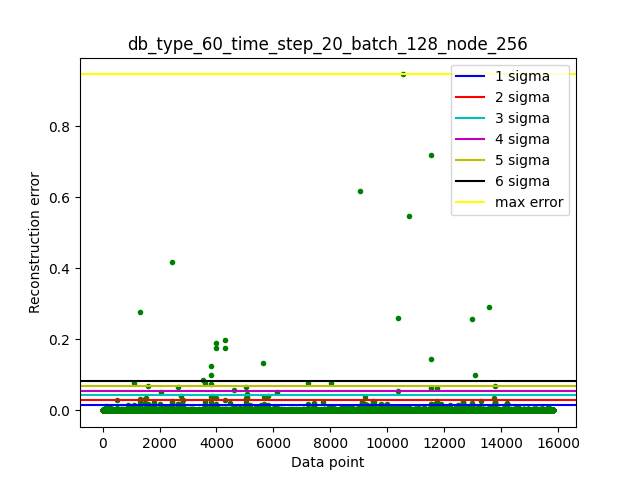 db_type_60_time_step_20_batch_128_node_256
1 sigma
2 sigma
3 sigma
4 sigma
5 sigma
6 sigma
max error
Reconstruction error
0.8
0.6
0.4
0.2
0.0
0 2000 4000 6000 8000 10000 12000 14000 16000
Data point